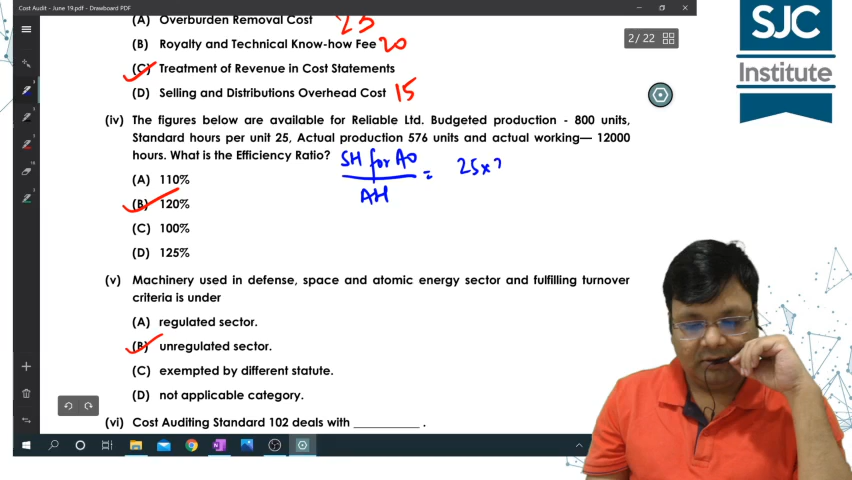 Cost Audit - June 19.pdf - Drawboard PDF
(A) Overburden Removal Cost 25
(B) Royalty and Technical Know-how Fee 20
(C) Treatment of Revenue in Cost Statements
(D) Selling and Distributions Overhead Cost 15
2 / 22
SJC
Institute
(iv) The figures below are available for Reliable Ltd. Budgeted production - 800 units,
Standard hours per unit 25, Actual production 576 units and actual working— 12000
hours. What is the Efficiency Ratio?
SH for AO
AH
= 25x
(A) 110%
(B) 120%
(C) 100%
(D) 125%
(v) Machinery used in defense, space and atomic energy sector and fulfilling turnover
criteria is under
(A) regulated sector.
(B) unregulated sector.
(C) exempted by different statute.
(D) not applicable category.
(vi) Cost Auditing Standard 102 deals with __________ .